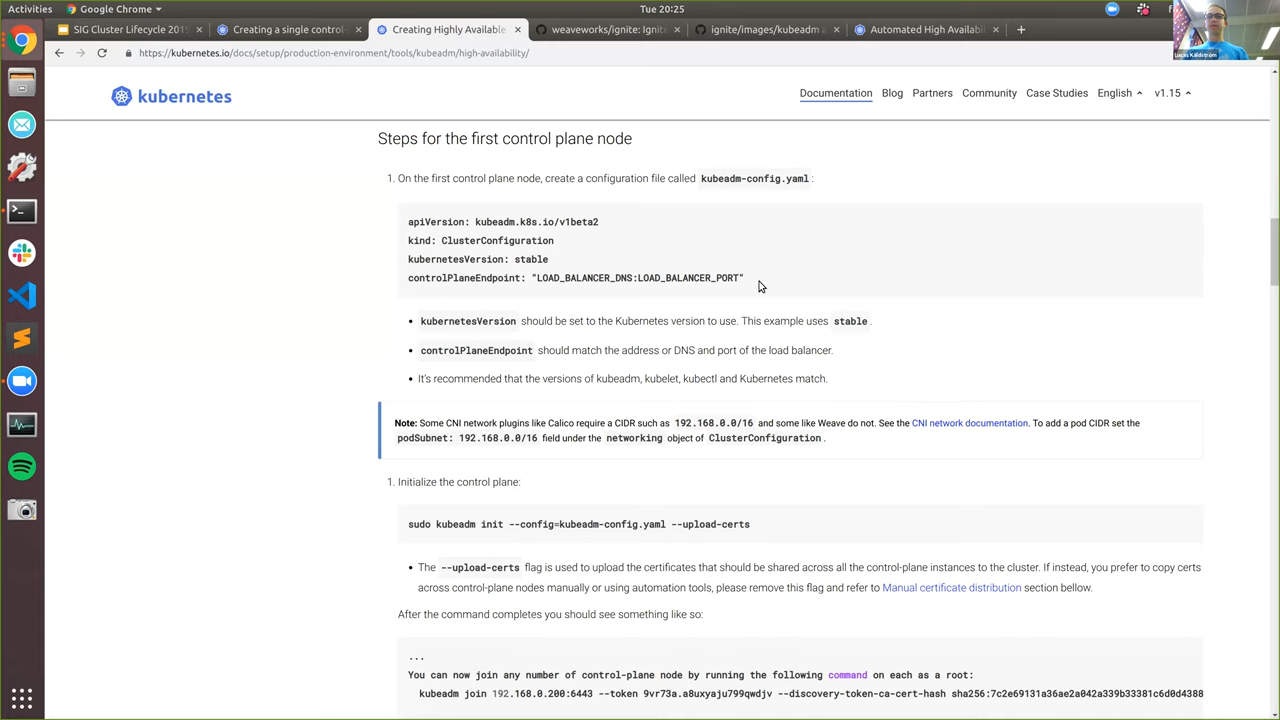 Activities
Google Chrome
Tue 20:25
SIG Cluster Lifecycle 2019
Creating a single control-
Creating Highly Available
weaveworks/ignite: Ignite
ignite/images/kubeadm a
Automated High Availabi
https://kubernetes.io/docs/setup/production-environment/tools/kubeadm/high-availability/
Lucas Käldström
kubernetes
Documentation
Blog
Partners
Community
Case Studies
English
v1.15
Steps for the first control plane node
1. On the first control plane node, create a configuration file called kubeadm-config.yaml :
apiVersion: kubeadm.k8s.io/v1beta2
kind: ClusterConfiguration
kubernetesVersion: stable
controlPlaneEndpoint: "LOAD_BALANCER_DNS:LOAD_BALANCER_PORT"
• kubernetesVersion should be set to the Kubernetes version to use. This example uses stable .
• controlPlaneEndpoint should match the address or DNS and port of the load balancer.
• It's recommended that the versions of kubeadm, kubelet, kubectl and Kubernetes match.
Note: Some CNI network plugins like Calico require a CIDR such as 192.168.0.0/16 and some like Weave do not. See the CNI network documentation. To add a pod CIDR set the
podSubnet: 192.168.0.0/16 field under the networking object of ClusterConfiguration .
1. Initialize the control plane:
sudo kubeadm init --config=kubeadm-config.yaml --upload-certs
• The --upload-certs flag is used to upload the certificates that should be shared across all the control-plane instances to the cluster. If instead, you prefer to copy certs
across control-plane nodes manually or using automation tools, please remove this flag and refer to Manual certificate distribution section bellow.
After the command completes you should see something like so:
...
You can now join any number of control-plane node by running the following command on each as a root:
kubeadm join 192.168.0.200:6443 --token 9vr73a.a8uxyaju799qwdjv --discovery-token-ca-cert-hash sha256:7c2e69131a36ae2a042a339b33381c6d0d4388